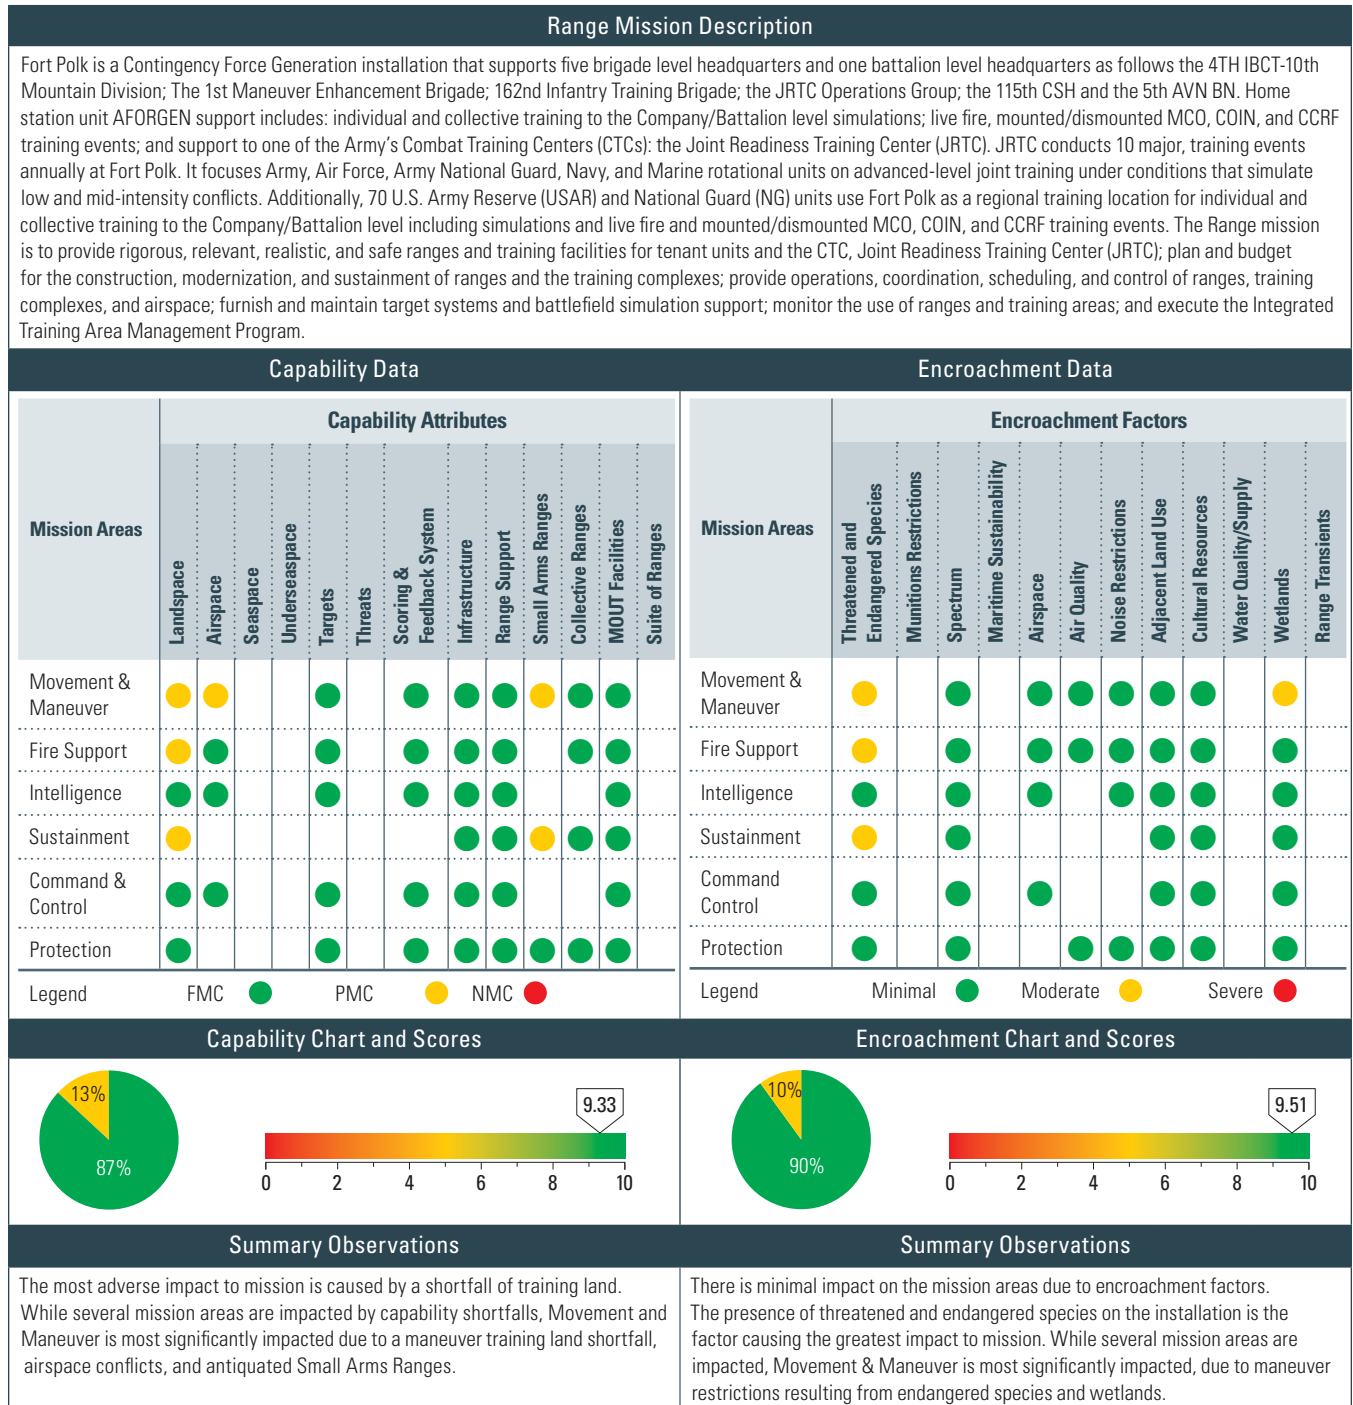 Range Mission Description
Fort Polk is a Contingency Force Generation installation that supports five brigade level headquarters and one battalion level headquarters as follows the 4TH IBCT-10th
Mountain Division; The 1st Maneuver Enhancement Brigade; 162nd Infantry Training Brigade; the JRTC Operations Group; the 115th CSH and the 5th AVN BN. Home
station unit AFORGEN support includes: individual and collective training to the Company/Battalion level simulations; live fire, mounted/dismounted MCO, COIN, and CCRF
training events; and support to one of the Army's Combat Training Centers (CTCs): the Joint Readiness Training Center (JRTC). JRTC conducts 10 major, training events
annually at Fort Polk. It focuses Army, Air Force, Army National Guard, Navy, and Marine rotational units on advanced-level joint training under conditions that simulate
low and mid-intensity conflicts. Additionally, 70 U.S. Army Reserve (USAR) and National Guard (NG) units use Fort Polk as a regional training location for individual and
collective training to the Company/Battalion level including simulations and live fire and mounted/dismounted MCO, COIN, and CCRF training events. The Range mission
is to provide rigorous, relevant, realistic, and safe ranges and training facilities for tenant units and the CTC, Joint Readiness Training Center (JRTC); plan and budget
for the construction, modernization, and sustainment of ranges and the training complexes; provide operations, coordination, scheduling, and control of ranges, training
complexes, and airspace; furnish and maintain target systems and battlefield simulation support; monitor the use of ranges and training areas; and execute the Integrated
Training Area Management Program.
Capability Data
Mission Areas
Capability Attributes
Landspace
Airspace
Seaspace
Underseaspace
Targets
Threats
Scoring &
Feedback System
Infrastructure
Range Support
Small Arms Ranges
Collective Ranges
MOUT Facilities
Suite of Ranges
Movement &
Maneuver
Fire Support
Intelligence
Sustainment
Command &
Control
Protection
Legend FMC PMC NMC
Encroachment Data
Mission Areas
Encroachment Factors
Threatened and
Endangered Species
Munitions Restrictions
Spectrum
Maritime Sustainability
Airspace
Air Quality
Noise Restrictions
Adjacent Land Use
Cultural Resources
Water Quality/Supply
Wetlands
Range Transients
Movement &
Maneuver
Fire Support
Intelligence
Sustainment
Command
Control
Protection
Legend Minimal Moderate Severe
Capability Chart and Scores
13%
87%
9.33
0 2 4 6 8 10
Encroachment Chart and Scores
10%
90%
9.51
0 2 4 6 8 10
Summary Observations
The most adverse impact to mission is caused by a shortfall of training land.
While several mission areas are impacted by capability shortfalls, Movement and
Maneuver is most significantly impacted due to a maneuver training land shortfall,
airspace conflicts, and antiquated Small Arms Ranges.
Summary Observations
There is minimal impact on the mission areas due to encroachment factors.
The presence of threatened and endangered species on the installation is the
factor causing the greatest impact to mission. While several mission areas are
impacted, Movement & Maneuver is most significantly impacted, due to maneuver
restrictions resulting from endangered species and wetlands.